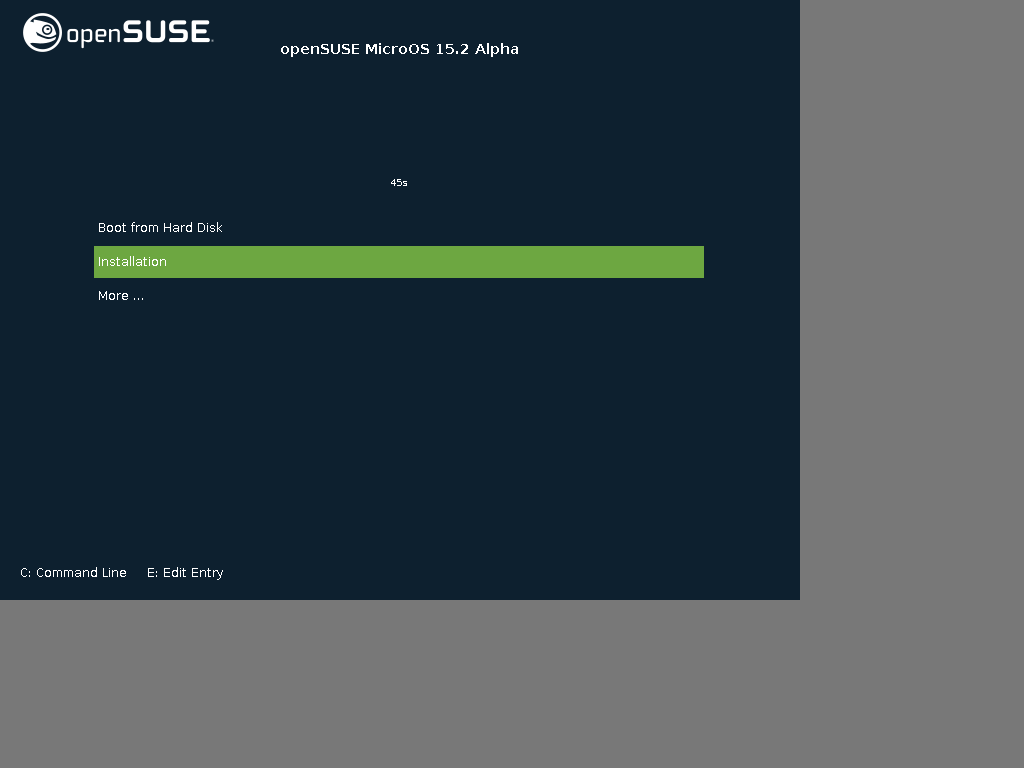 openSUSE.
openSUSE MicroOS 15.2 Alpha
45s
Boot from Hard Disk
Installation
More ...
C: Command Line E: Edit Entry